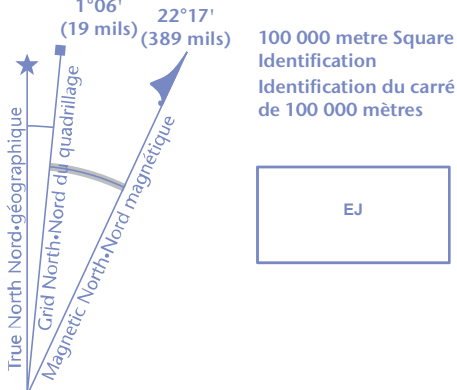 1°06'
(19 mils)
22°17'
(389 mils)
True North Nord•géographique
Grid North•Nord du quadrillage
Magnetic North•Nord magnétique
100 000 metre Square
Identification
Identification du carré
de 100 000 mètres
EJ